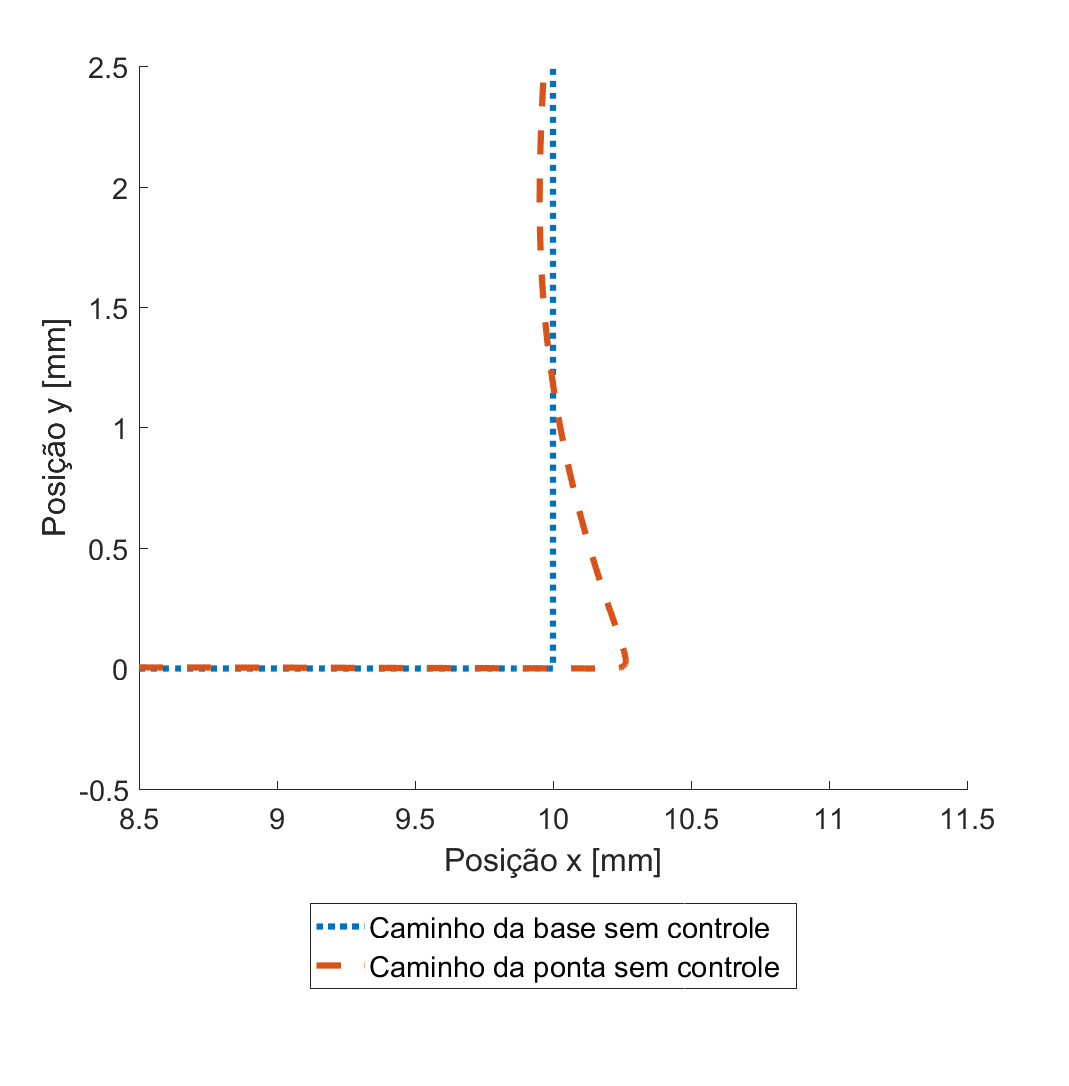 2.5
2
1.5
1
0.5
0
-0.5
8.5 9 9.5 10 10.5 11 11.5
Posição y [mm]
Posição x [mm]
Caminho da base sem controle
Caminho da ponta sem controle